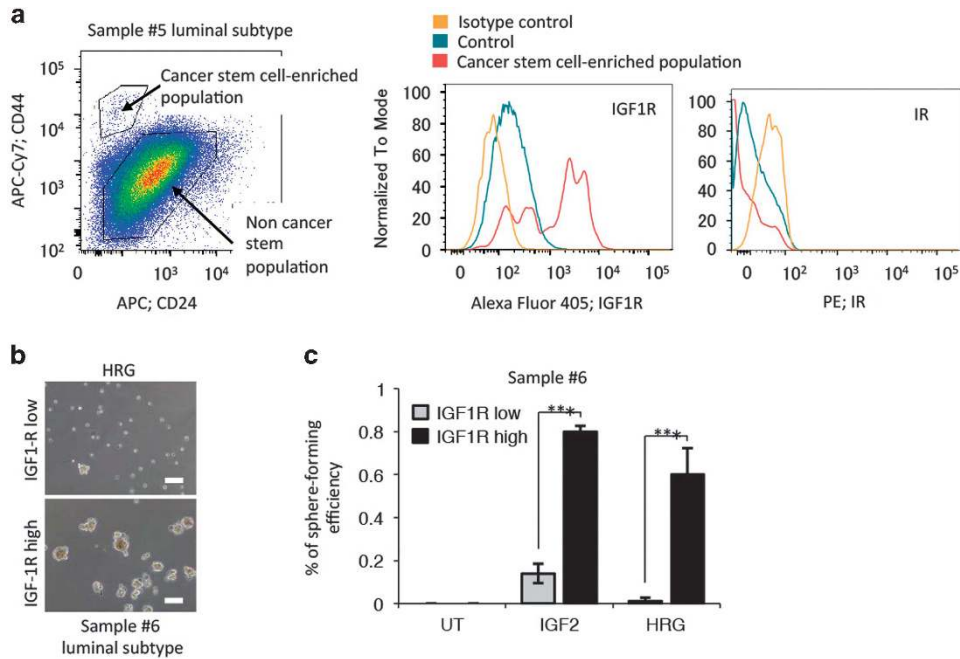 a
Sample #5 luminal subtype
Cancer stem cell-enriched
population
Non cancer
stem
population
APC-Cy7; CD44
10⁵
10⁴
10³
10²
0
10³
10⁴
APC; CD24
Isotype control
Control
Cancer stem cell-enriched population
Normalized To Mode
100
80
60
40
20
0
IGF1R
0
10²
10³
10⁴
10⁵
Alexa Fluor 405; IGF1R
100
80
60
40
20
0
IR
0
10²
10³
10⁴
10⁵
PE; IR
b
HRG
IGF1-R low
IGF-1R high
Sample #6
luminal subtype
c
Sample #6
% of sphere-forming
efficiency
1
0.8
0.6
0.4
0.2
0
IGF1R low
IGF1R high
***
***
UT
IGF2
HRG